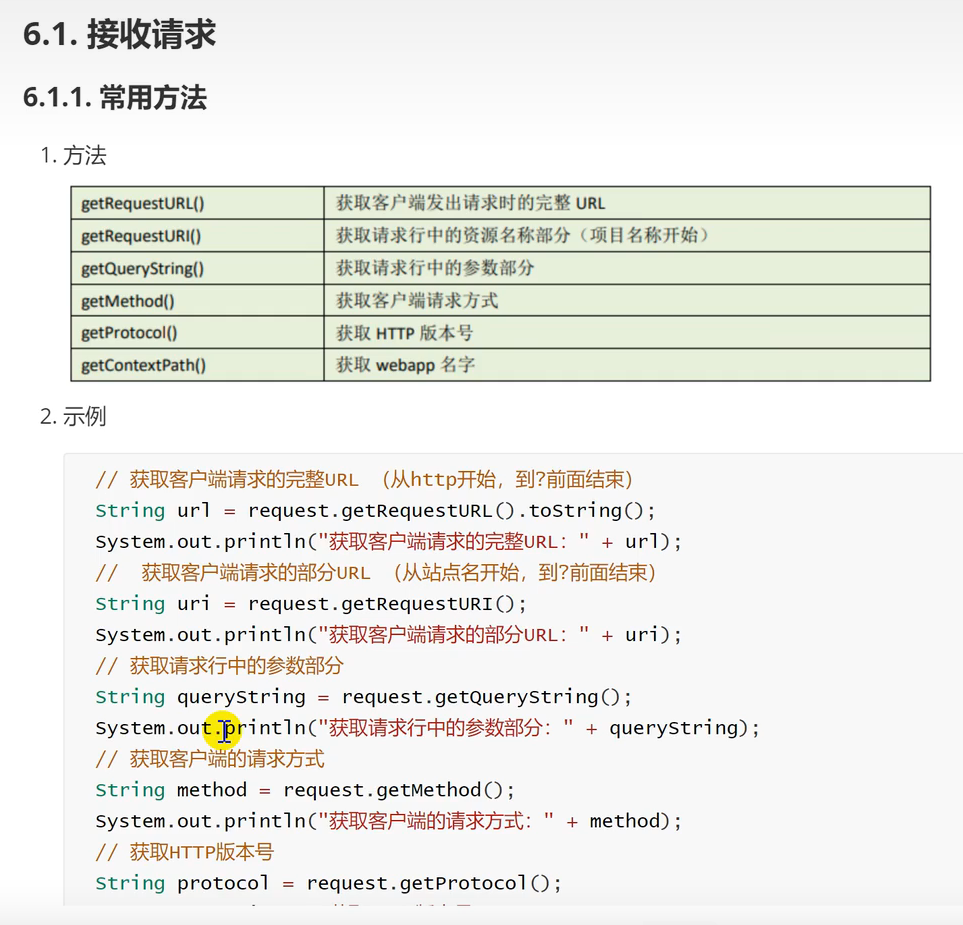 6.1. 接收请求
6.1.1. 常用方法
1. 方法
getRequestURL() 获取客户端发出请求时的完整 URL
getRequestURI() 获取请求行中的资源名称部分（项目名称开始）
getQueryString() 获取请求行中的参数部分
getMethod() 获取客户端请求方式
getProtocol() 获取 HTTP 版本号
getContextPath() 获取 webapp 名字
2. 示例
// 获取客户端请求的完整URL （从http开始，到?前面结束）
String url = request.getRequestURL().toString();
System.out.println("获取客户端请求的完整URL：" + url);
//  获取客户端请求的部分URL （从站点名开始，到?前面结束）
String uri = request.getRequestURI();
System.out.println("获取客户端请求的部分URL：" + uri);
// 获取请求行中的参数部分
String queryString = request.getQueryString();
System.out.println("获取请求行中的参数部分：" + queryString);
// 获取客户端的请求方式
String method = request.getMethod();
System.out.println("获取客户端的请求方式：" + method);
// 获取HTTP版本号
String protocol = request.getProtocol();